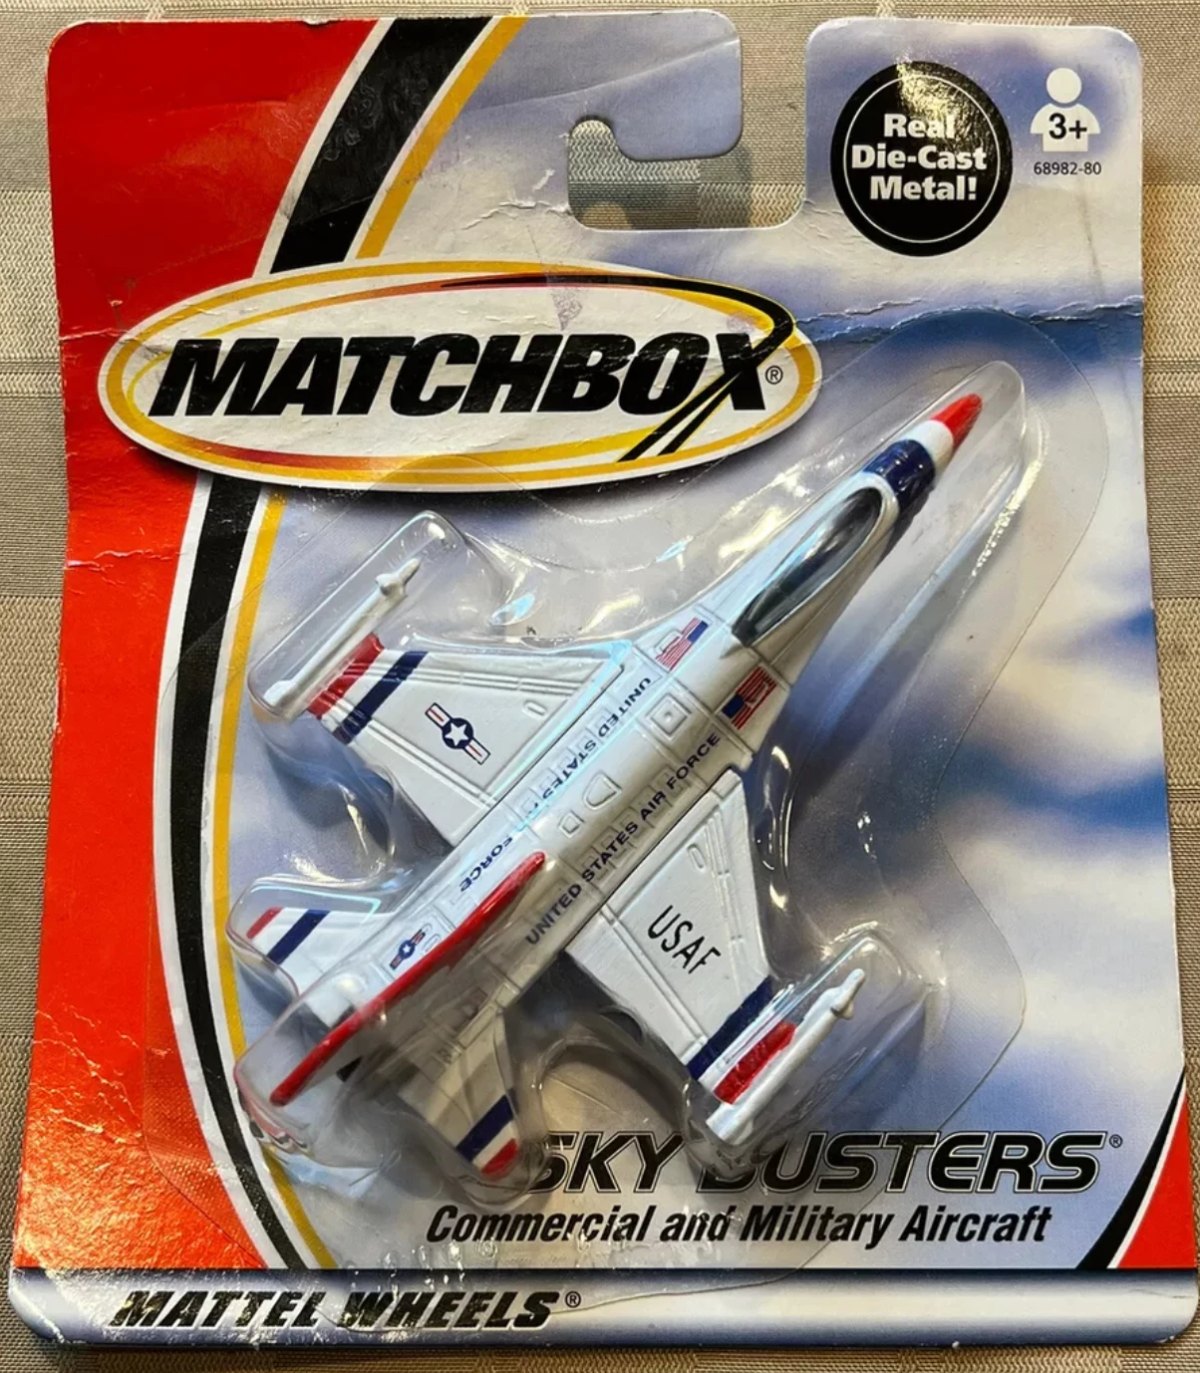 Real
Die-Cast
Metal!
3+
68982-80
MATCHBOX®
UNITED STATES FORCE
UNITED STATES AIR FORCE
USAF
SKY BUSTERS®
Commercial and Military Aircraft
MATTEL WHEELS®